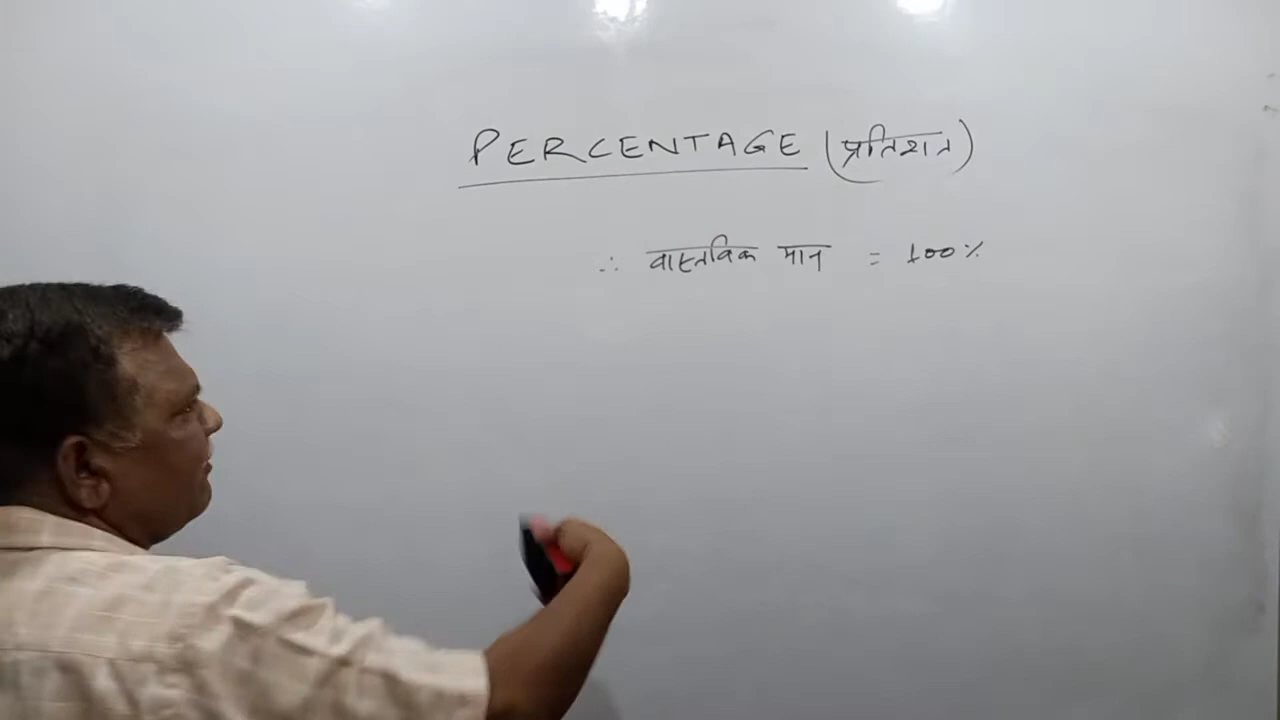 PERCENTAGE (प्रतिशत)
∴ वास्तविक मान = 100%